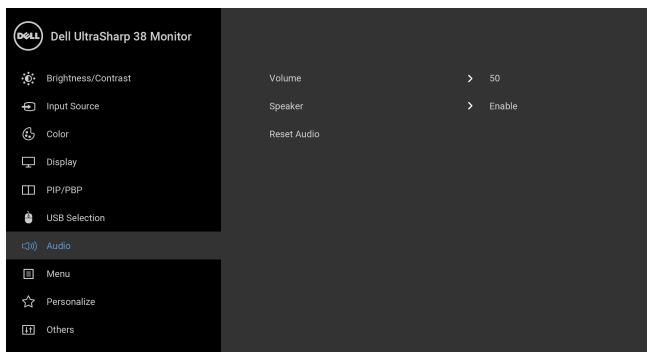 DELL Dell UltraSharp 38 Monitor
Brightness/Contrast
Volume > 50
Input Source
Speaker > Enable
Color
Reset Audio
Display
PIP/PBP
USB Selection
Audio
Menu
Personalize
Others